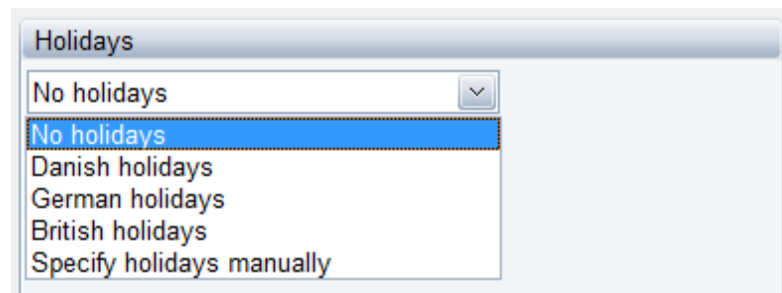 Holidays
No holidays
No holidays
Danish holidays
German holidays
British holidays
Specify holidays manually